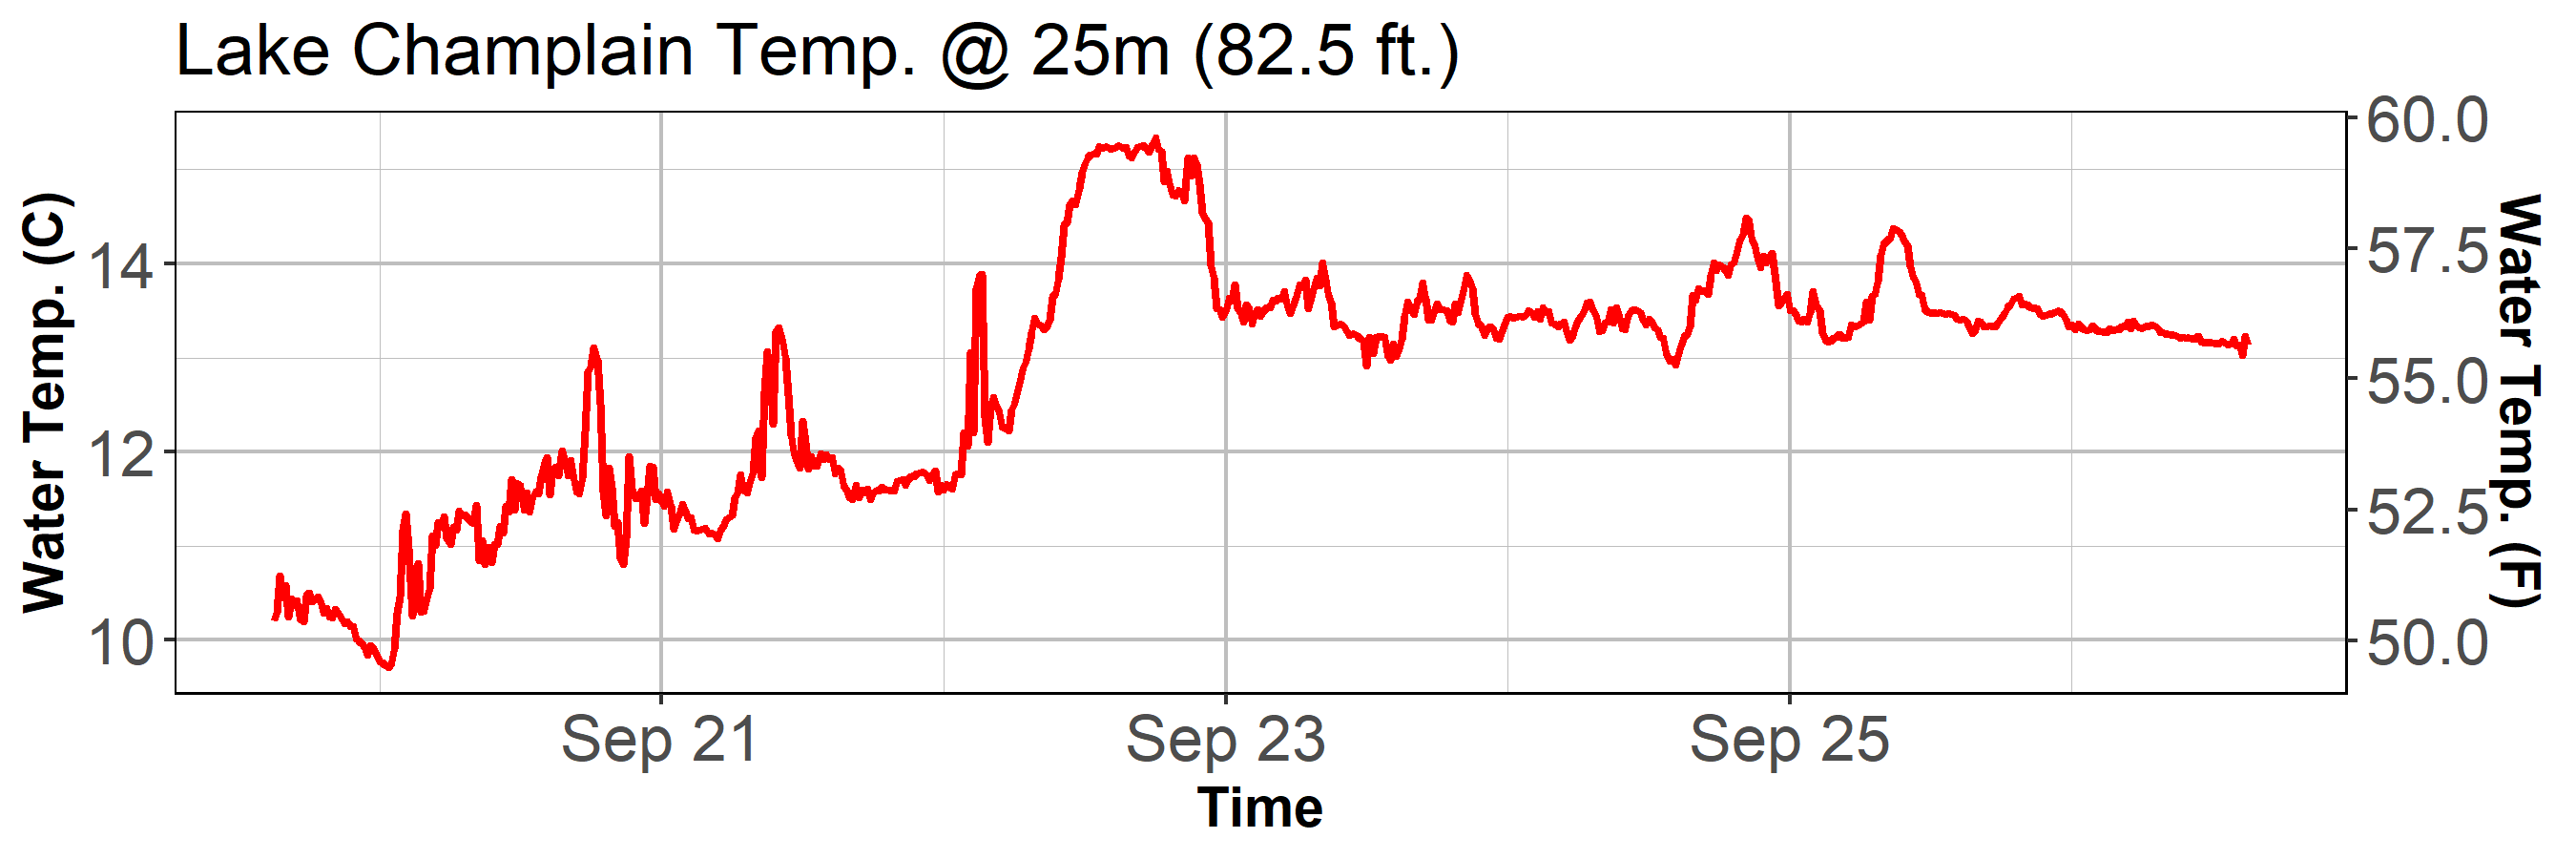 Lake Champlain Temp. @ 25m (82.5 ft.)
Water Temp. (C)
14
12
10
60.0
57.5
55.0
52.5
50.0
Water Temp. (F)
Sep 21
Sep 23
Sep 25
Time